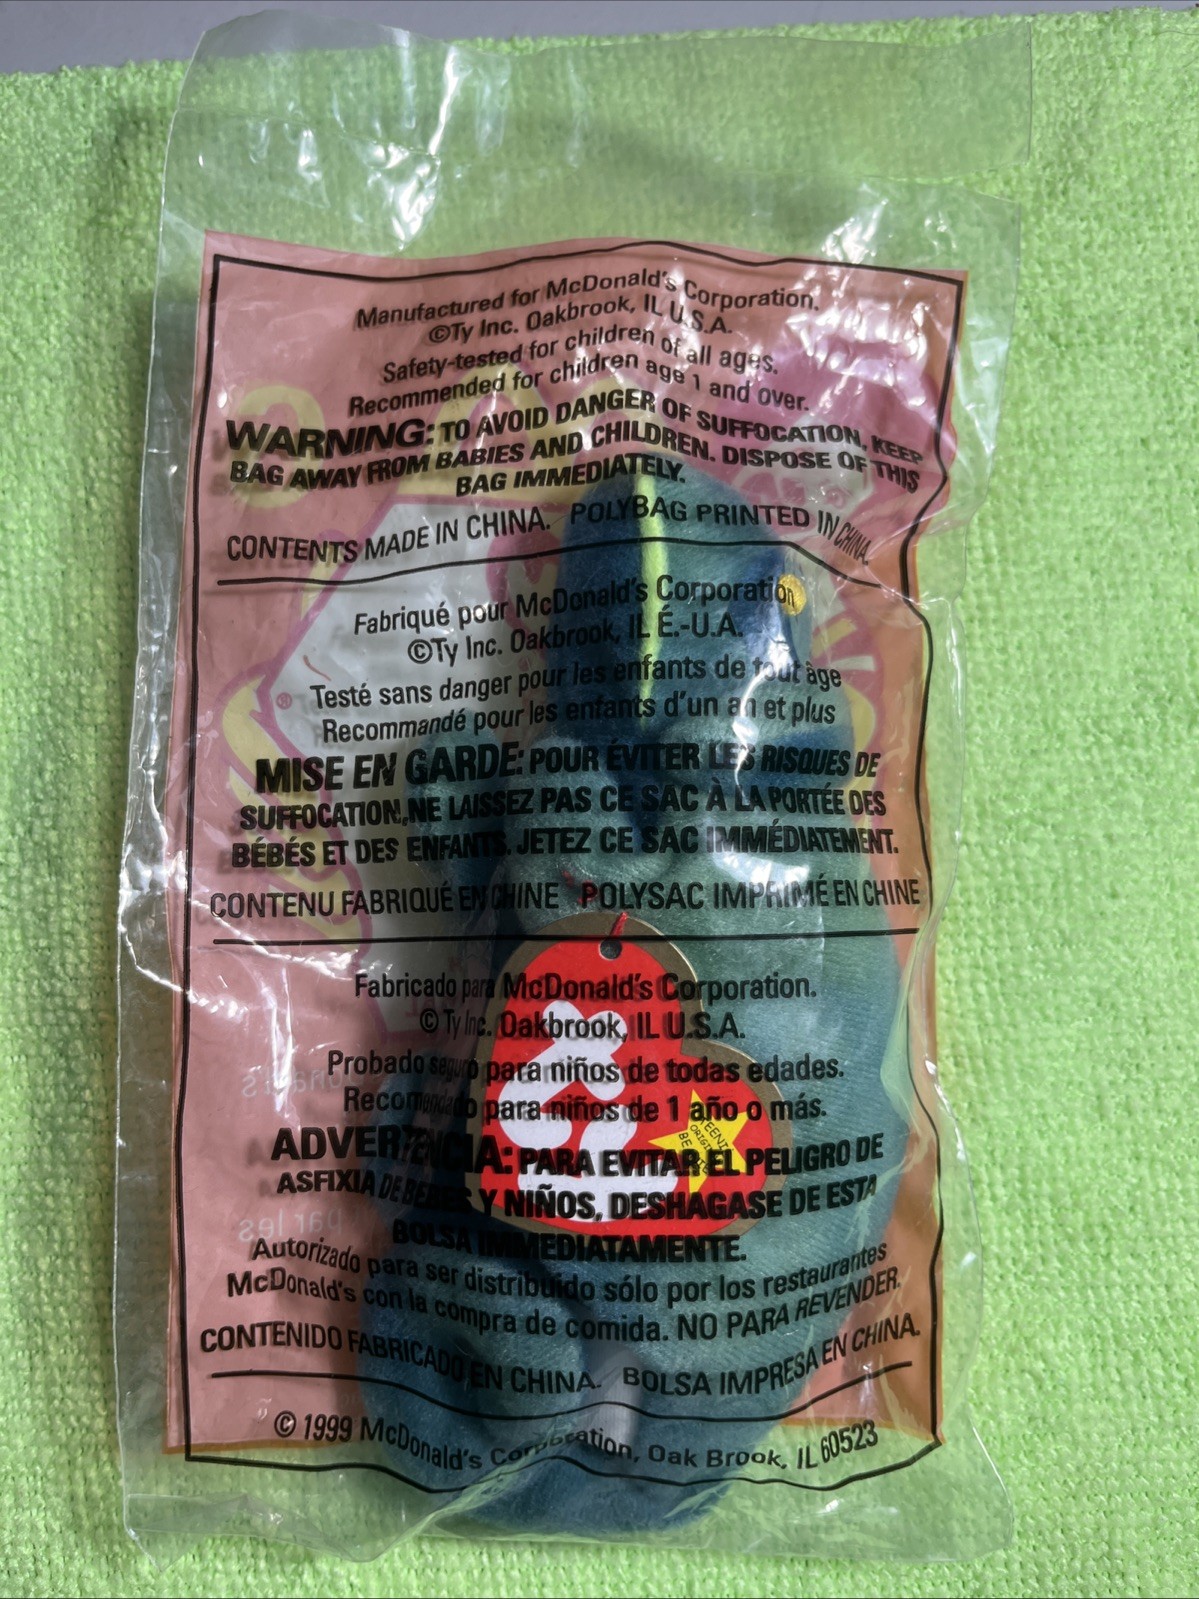 Manufactured for McDonald's Corporation.
©Ty Inc. Oakbrook, IL U.S.A.
Safety-tested for children of all ages.
Recommended for children age 1 and over.
WARNING: TO AVOID DANGER OF SUFFOCATION, KEEP
BAG AWAY FROM BABIES AND CHILDREN. DISPOSE OF THIS
BAG IMMEDIATELY.
CONTENTS MADE IN CHINA. POLYBAG PRINTED IN CHINA.
Fabriqué pour McDonald's Corporation
©Ty Inc. Oakbrook, IL É.-U.A.
Testé sans danger pour les enfants de tout âge
Recommandé pour les enfants d'un an et plus
MISE EN GARDE: POUR ÉVITER LES RISQUES DE
SUFFOCATION, NE LAISSEZ PAS CE SAC À LA PORTÉE DES
BÉBÉS ET DES ENFANTS. JETEZ CE SAC IMMÉDIATEMENT.
CONTENU FABRIQUÉ EN CHINE POLYSAC IMPRIMÉ EN CHINE
Fabricado para McDonald's Corporation.
© Ty Inc. Oakbrook, IL U.S.A.
Probado seguro para niños de todas edades.
Recomendado para niños de 1 año o más.
ADVERTENCIA: PARA EVITAR EL PELIGRO DE
ASFIXIA DE BEBES Y NIÑOS, DESHAGASE DE ESTA
BOLSA IMMEDIATAMENTE.
Autorizado para ser distribuido sólo por los restaurantes
McDonald's con la compra de comida. NO PARA REVENDER.
CONTENIDO FABRICADO EN CHINA. BOLSA IMPRESA EN CHINA.
© 1999 McDonald's Corporation, Oak Brook, IL 60523
ty